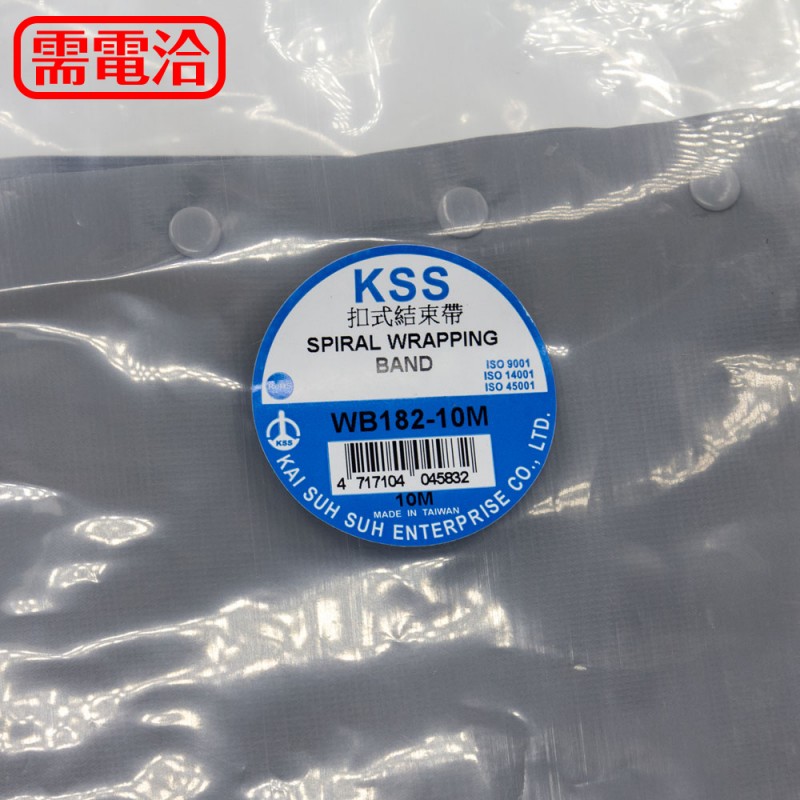 需電洽
KSS
扣式結束帶
SPIRAL WRAPPING
BAND
ISO 9001
ISO 14001
ISO 45001
KSS
WB182-10M
4 717104 045832
10M
MADE IN TAIWAN
KAI SUH SUH ENTERPRISE CO., LTD.